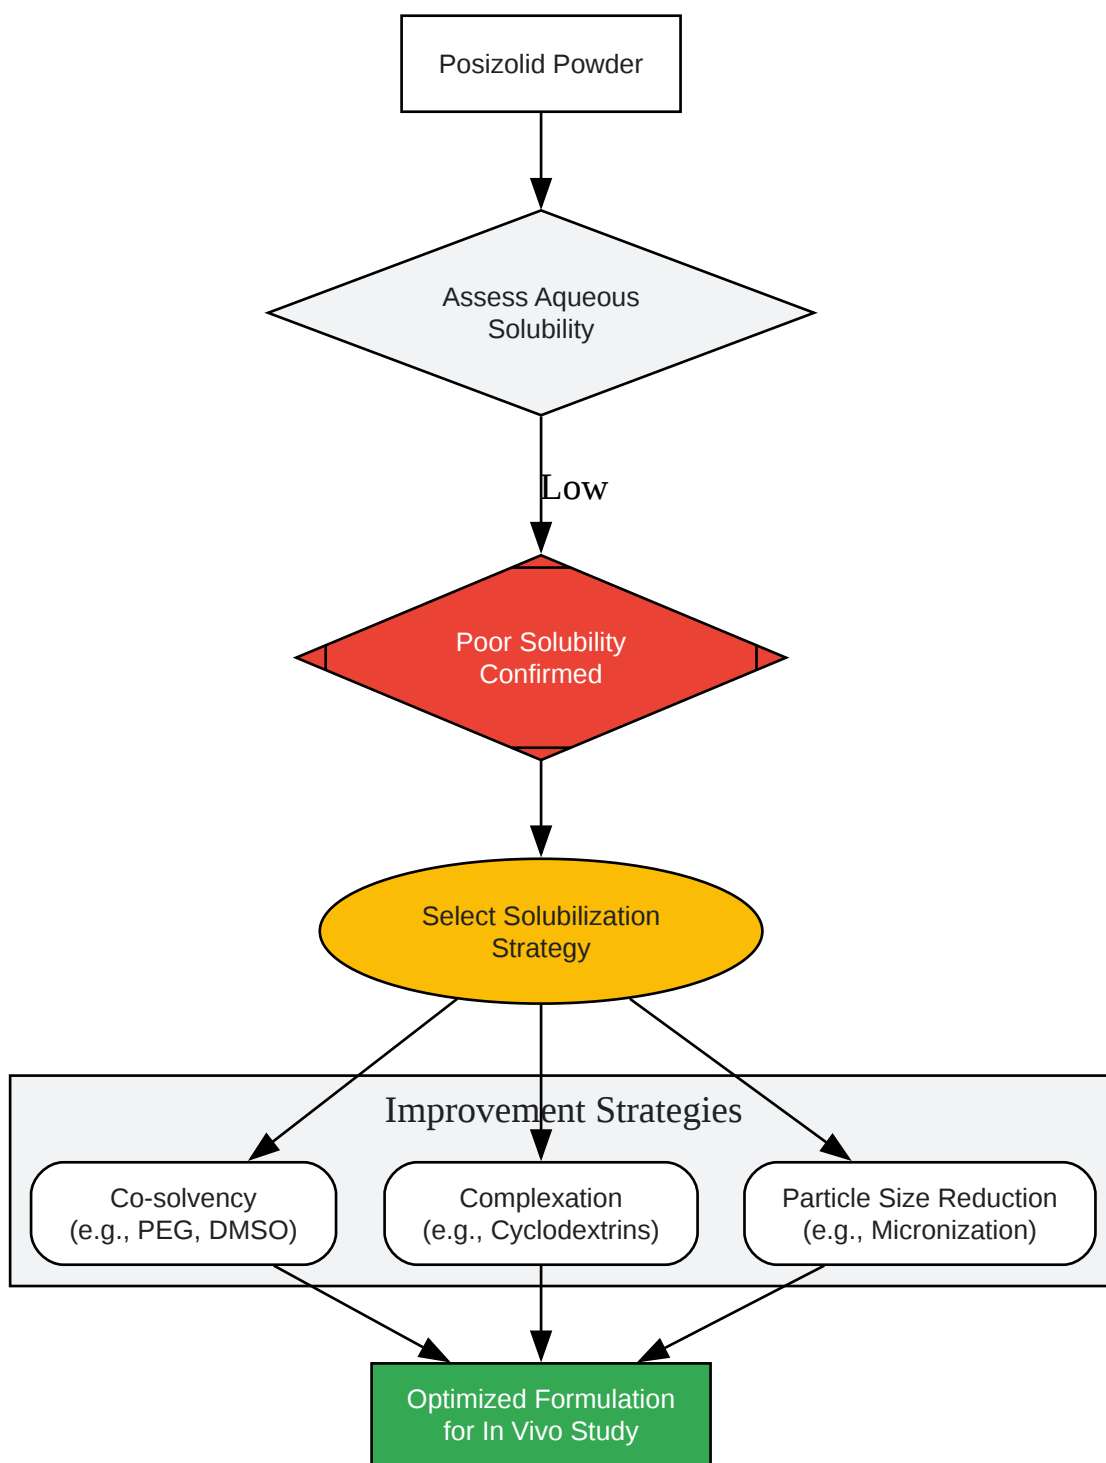 Posizolid Powder
Assess Aqueous
Solubility
Low
Poor Solubility
Confirmed
Select Solubilization
Strategy
Improvement Strategies
Co-solvency
(e.g., PEG, DMSO)
Complexation
(e.g., Cyclodextrins)
Particle Size Reduction
(e.g., Micronization)
Optimized Formulation
for In Vivo Study